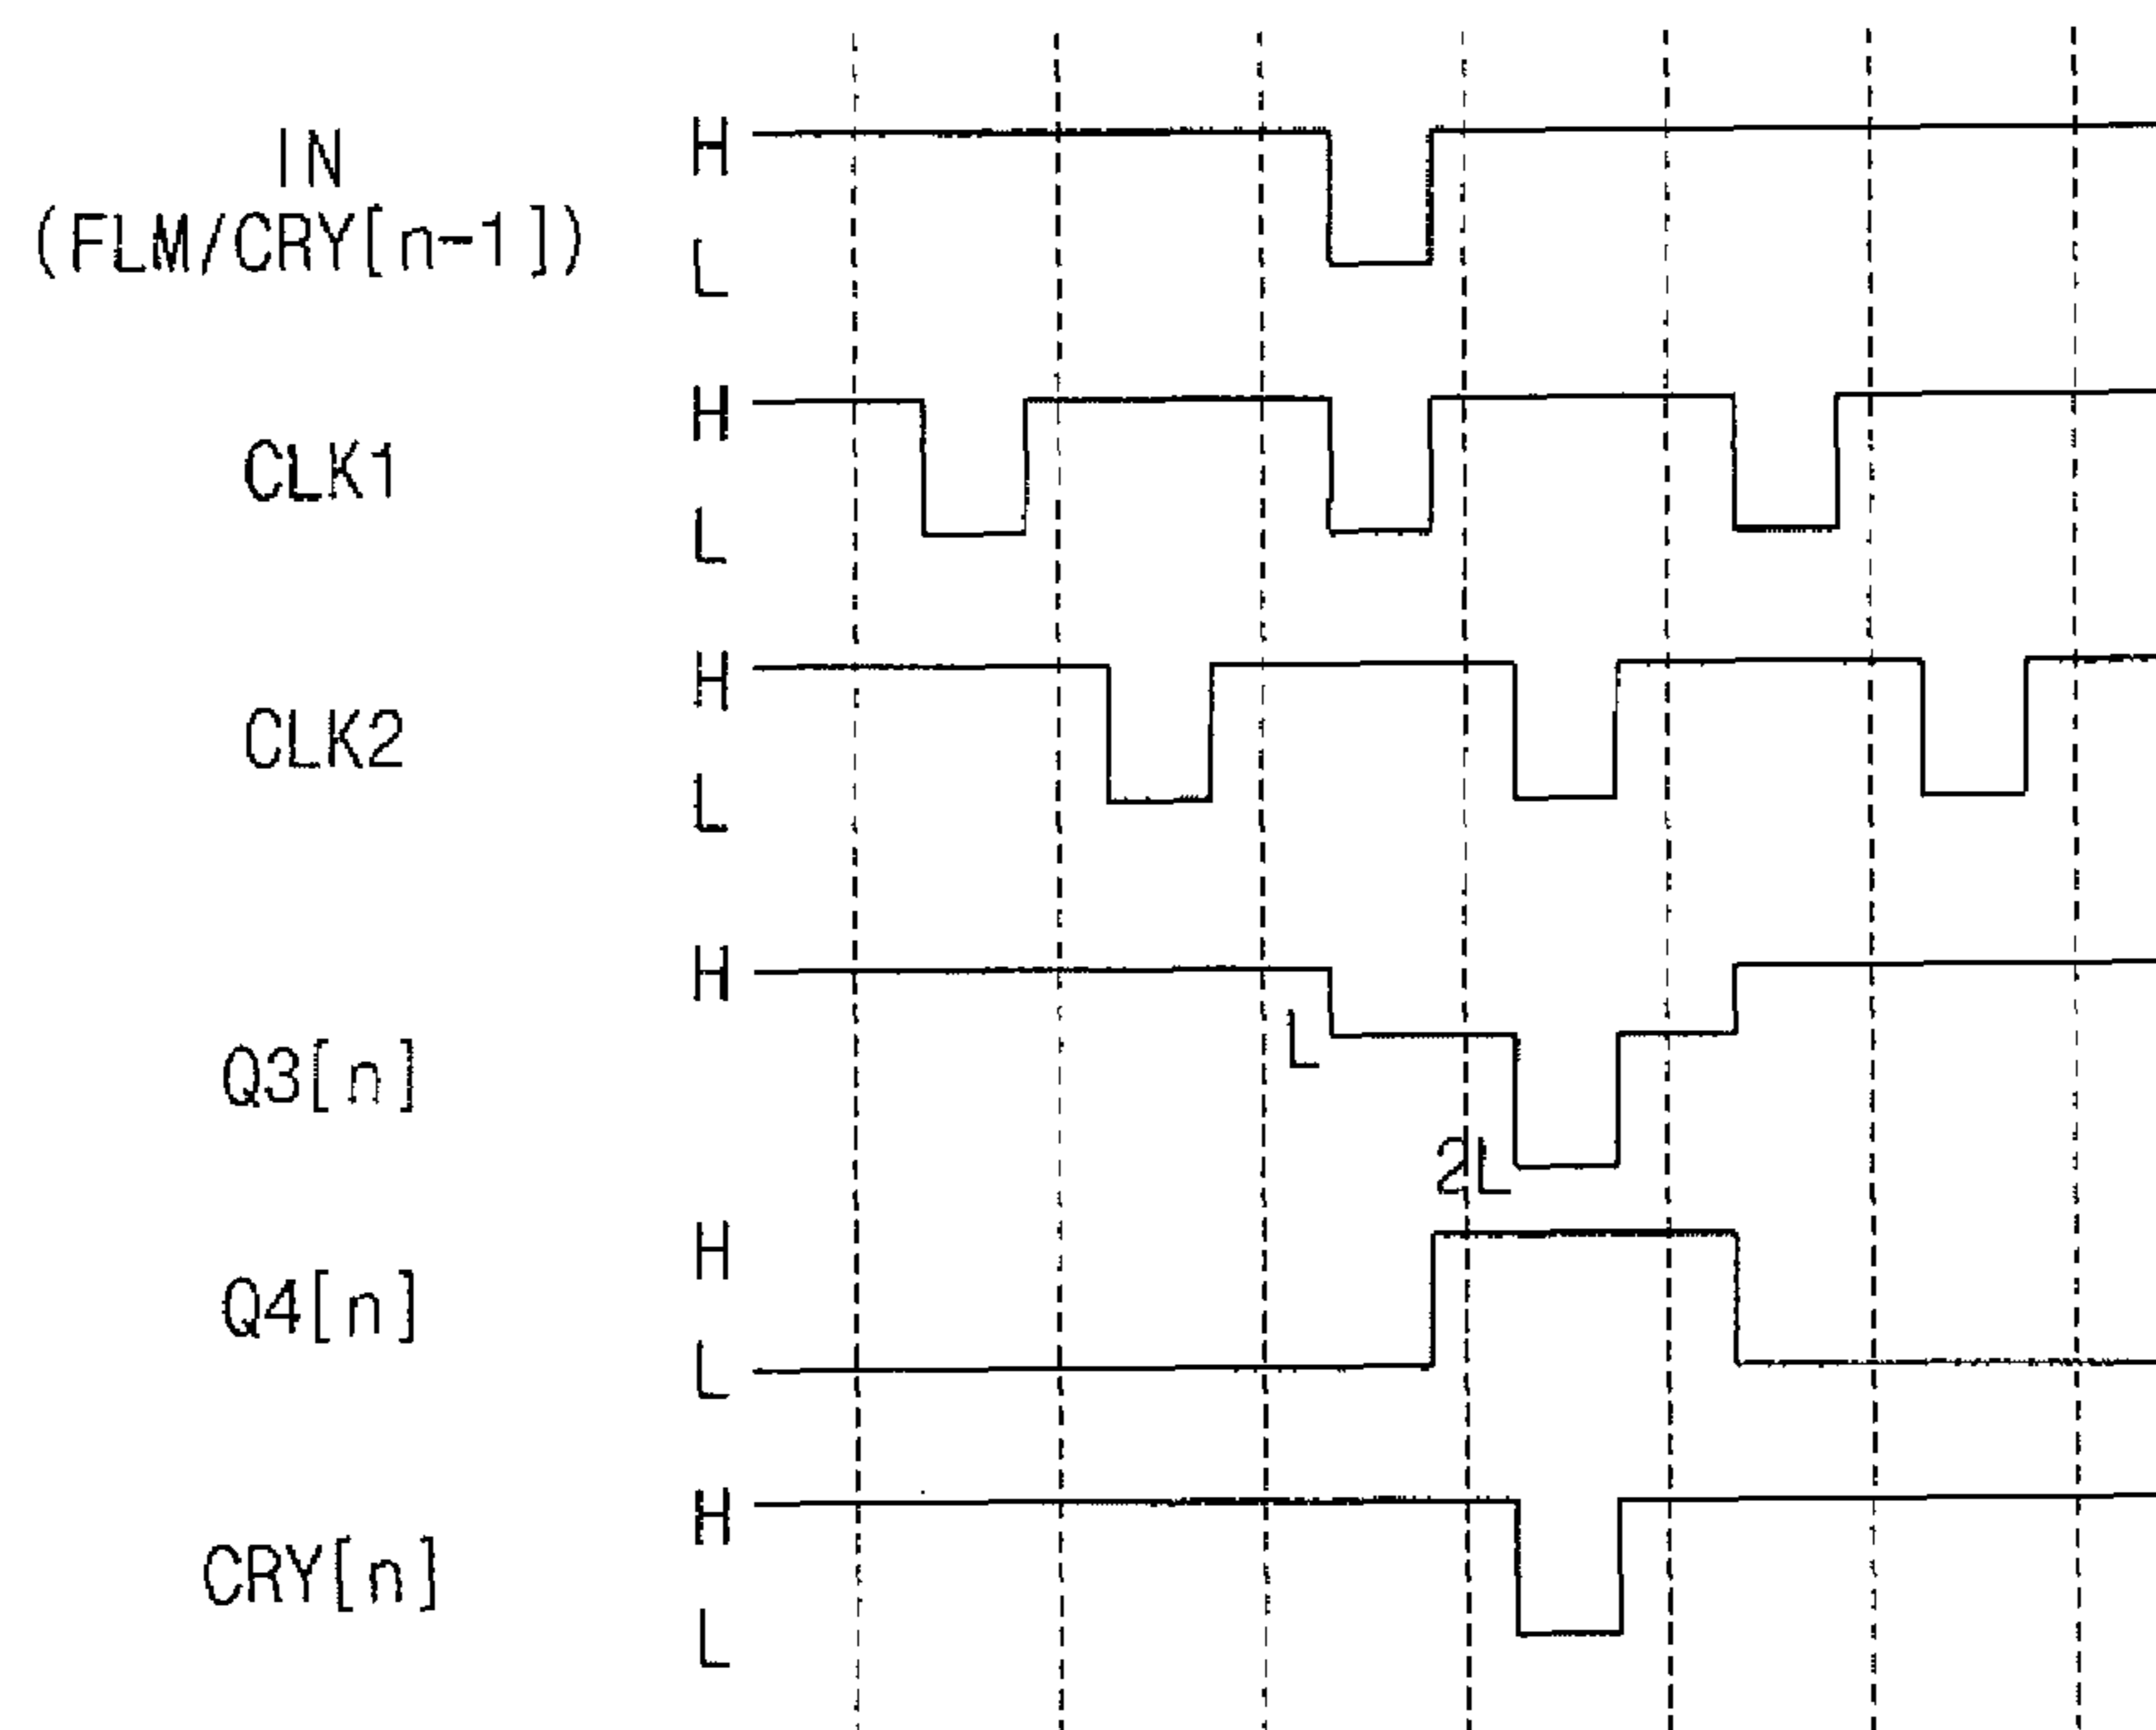 IN
(FLM/CRY[n-1])
H
L
CLK1
H
L
CLK2
H
L
Q3[n]
H
L
2L
Q4[n]
H
L
CRY[n]
H
L